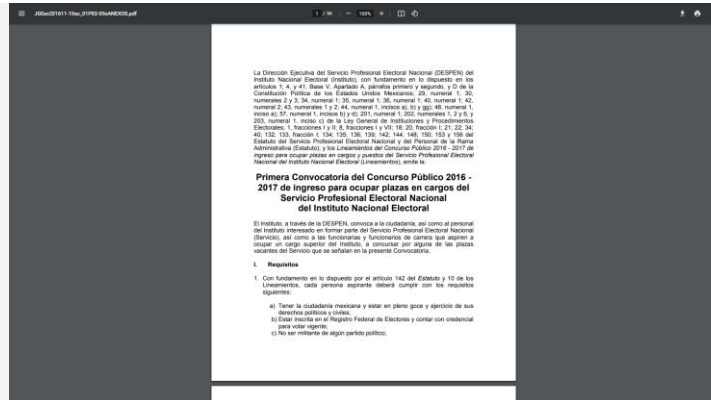 JGEex201611-10ac_01P02-05xANEXOS.pdf
1 / 96 100%
La Dirección Ejecutiva del Servicio Profesional Electoral Nacional (DESPEN) del
Instituto Nacional Electoral (Instituto), con fundamento en lo dispuesto en los
artículos 1; 4, y 41, Base V, Apartado A, párrafos primero y segundo, y D de la
Constitución Política de los Estados Unidos Mexicanos; 29, numeral 1; 30,
numerales 2 y 3; 34, numeral 1; 35, numeral 1; 36, numeral 1; 40, numeral 1; 42,
numeral 2; 43, numerales 1 y 2; 44, numeral 1, incisos a), b) y gg); 48, numeral 1,
inciso a); 57, numeral 1, incisos b) y d); 201, numeral 1; 202, numerales 1, 2 y 6, y
203, numeral 1, inciso c) de la Ley General de Instituciones y Procedimientos
Electorales; 1, fracciones I y II; 8, fracciones I y VII; 18; 20, fracción I; 21; 22; 34;
40; 132; 133, fracción I; 134; 135; 136; 139; 142; 144; 148; 150; 153 y 156 del
Estatuto del Servicio Profesional Electoral Nacional y del Personal de la Rama
Administrativa (Estatuto); y los Lineamientos del Concurso Público 2016 - 2017 de
ingreso para ocupar plazas en cargos y puestos del Servicio Profesional Electoral
Nacional del Instituto Nacional Electoral (Lineamientos), emite la:
Primera Convocatoria del Concurso Público 2016 -
2017 de ingreso para ocupar plazas en cargos del
Servicio Profesional Electoral Nacional
del Instituto Nacional Electoral
El Instituto, a través de la DESPEN, convoca a la ciudadanía, así como al personal
del Instituto interesado en formar parte del Servicio Profesional Electoral Nacional
(Servicio), así como a las funcionarias y funcionarios de carrera que aspiren a
ocupar un cargo superior del Instituto, a concursar por alguna de las plazas
vacantes del Servicio que se señalan en la presente Convocatoria.
I. Requisitos
1. Con fundamento en lo dispuesto por el artículo 142 del Estatuto y 10 de los
Lineamientos, cada persona aspirante deberá cumplir con los requisitos
siguientes:
a) Tener la ciudadanía mexicana y estar en pleno goce y ejercicio de sus
derechos políticos y civiles;
b) Estar inscrita en el Registro Federal de Electores y contar con credencial
para votar vigente;
c) No ser militante de algún partido político;